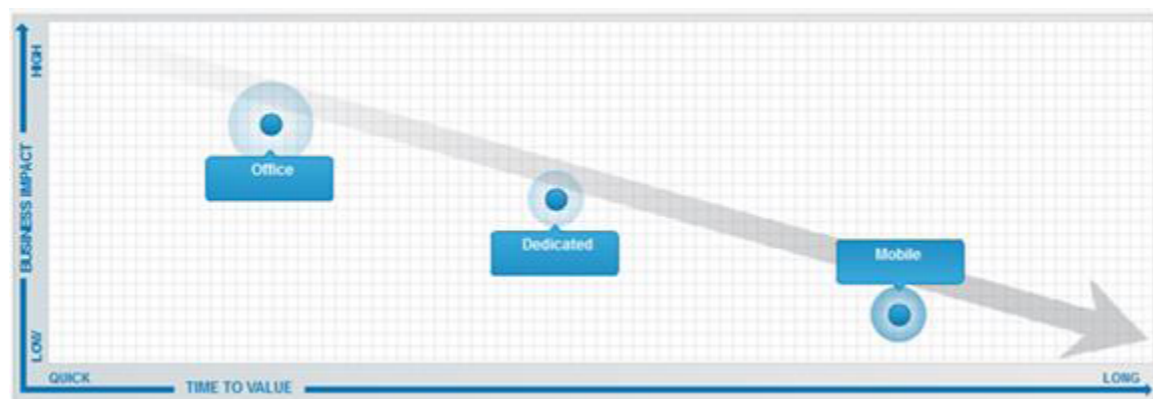 HIGH
BUSINESS IMPACT
LOW
Office
Dedicated
Mobile
QUICK
TIME TO VALUE
LONG